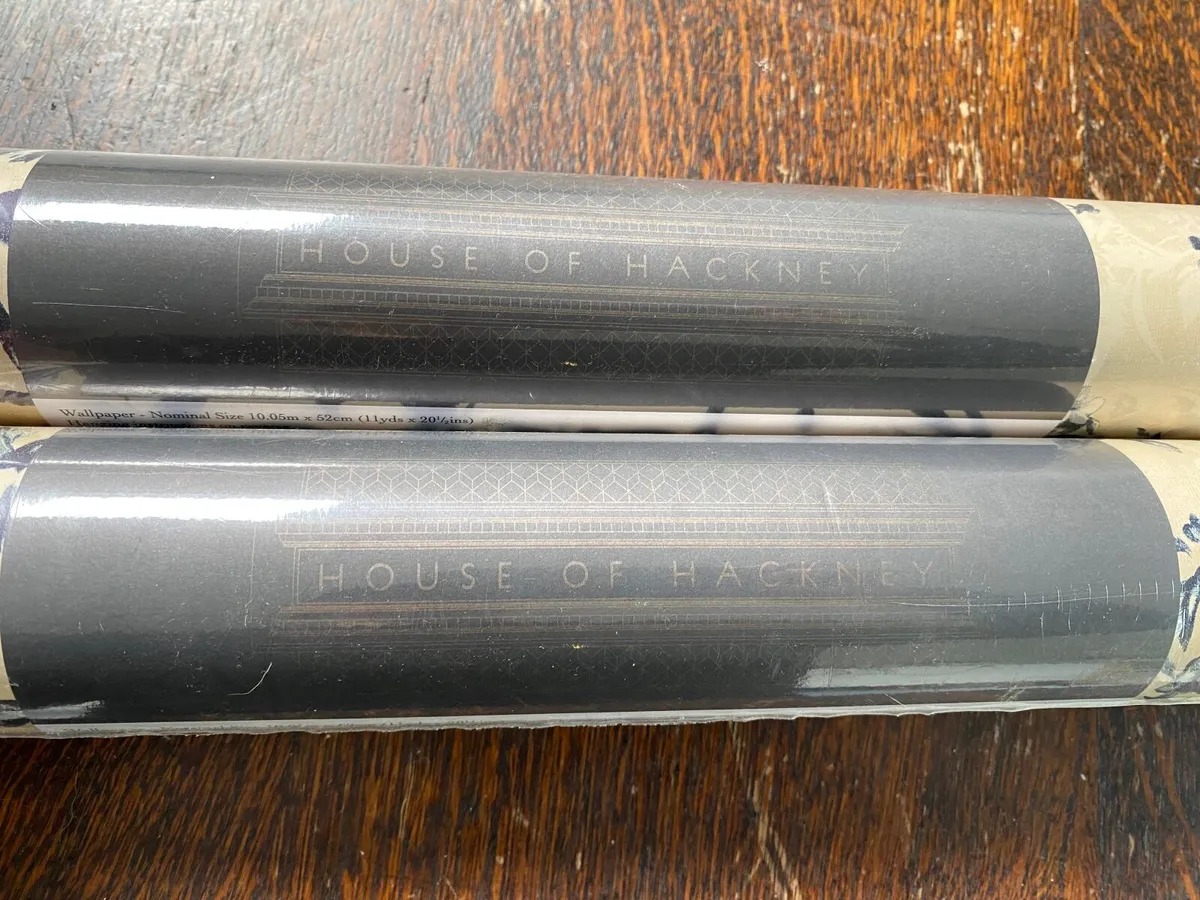 HOUSE OF HACKNEY
Wallpaper - Nominal Size 10.05m x 52cm (11yds x 20½ins)
HOUSE OF HACKNEY